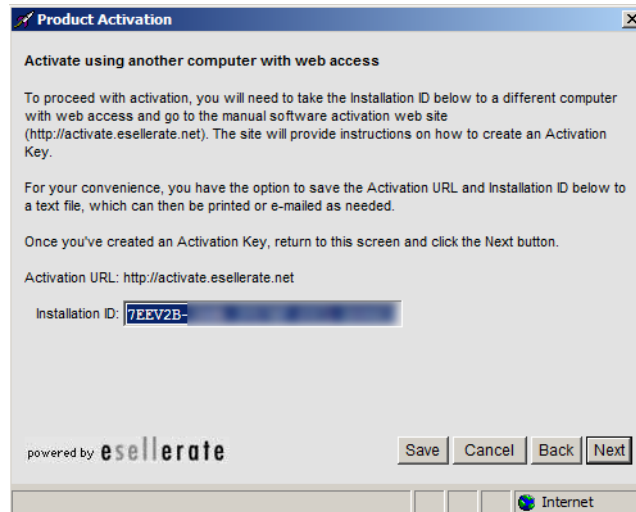 Product Activation
Activate using another computer with web access
To proceed with activation, you will need to take the Installation ID below to a different computer
with web access and go to the manual software activation web site
(http://activate.esellerate.net). The site will provide instructions on how to create an Activation
Key.
For your convenience, you have the option to save the Activation URL and Installation ID below to
a text file, which can then be printed or e-mailed as needed.
Once you've created an Activation Key, return to this screen and click the Next button.
Activation URL: http://activate.esellerate.net
Installation ID: 7EEV2B-
powered by esellerate
Save Cancel Back Next
Internet